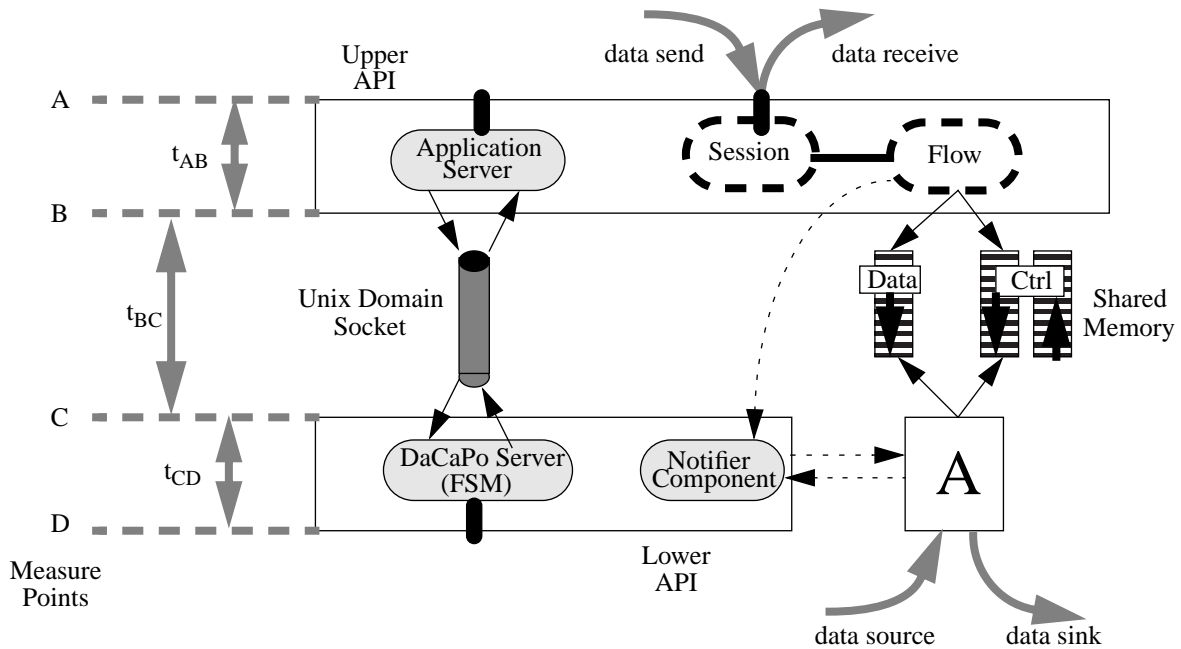 data send
data receive
Upper
API
A
Application
Server
Session
Flow
t_AB
B
Data
Ctrl
Unix Domain
Socket
Shared
Memory
t_BC
C
DaCaPo Server
(FSM)
Notifier
Component
A
t_CD
D
Lower
API
Measure
Points
data source
data sink